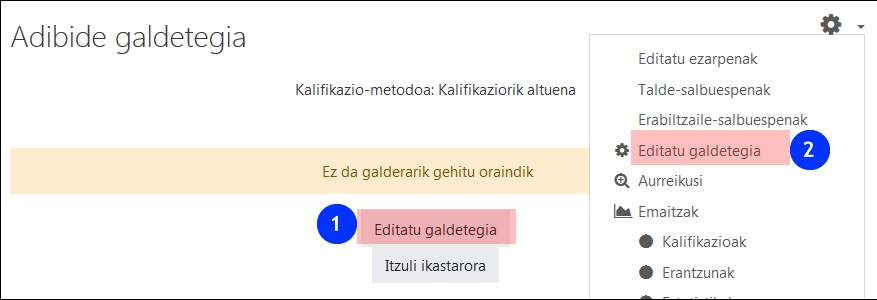 Adibide galdetegia
Kalifikazio-metodoa: Kalifikaziorik altuena
Ez da galderarik gehitu oraindik
1
Editatu galdetegia
Itzuli ikastarora
Editatu ezarpenak
Talde-salbuespenak
Erabiltzaile-salbuespenak
Editatu galdetegia
2
Aurreikusi
Emaitzak
Kalifikazioak
Erantzunak